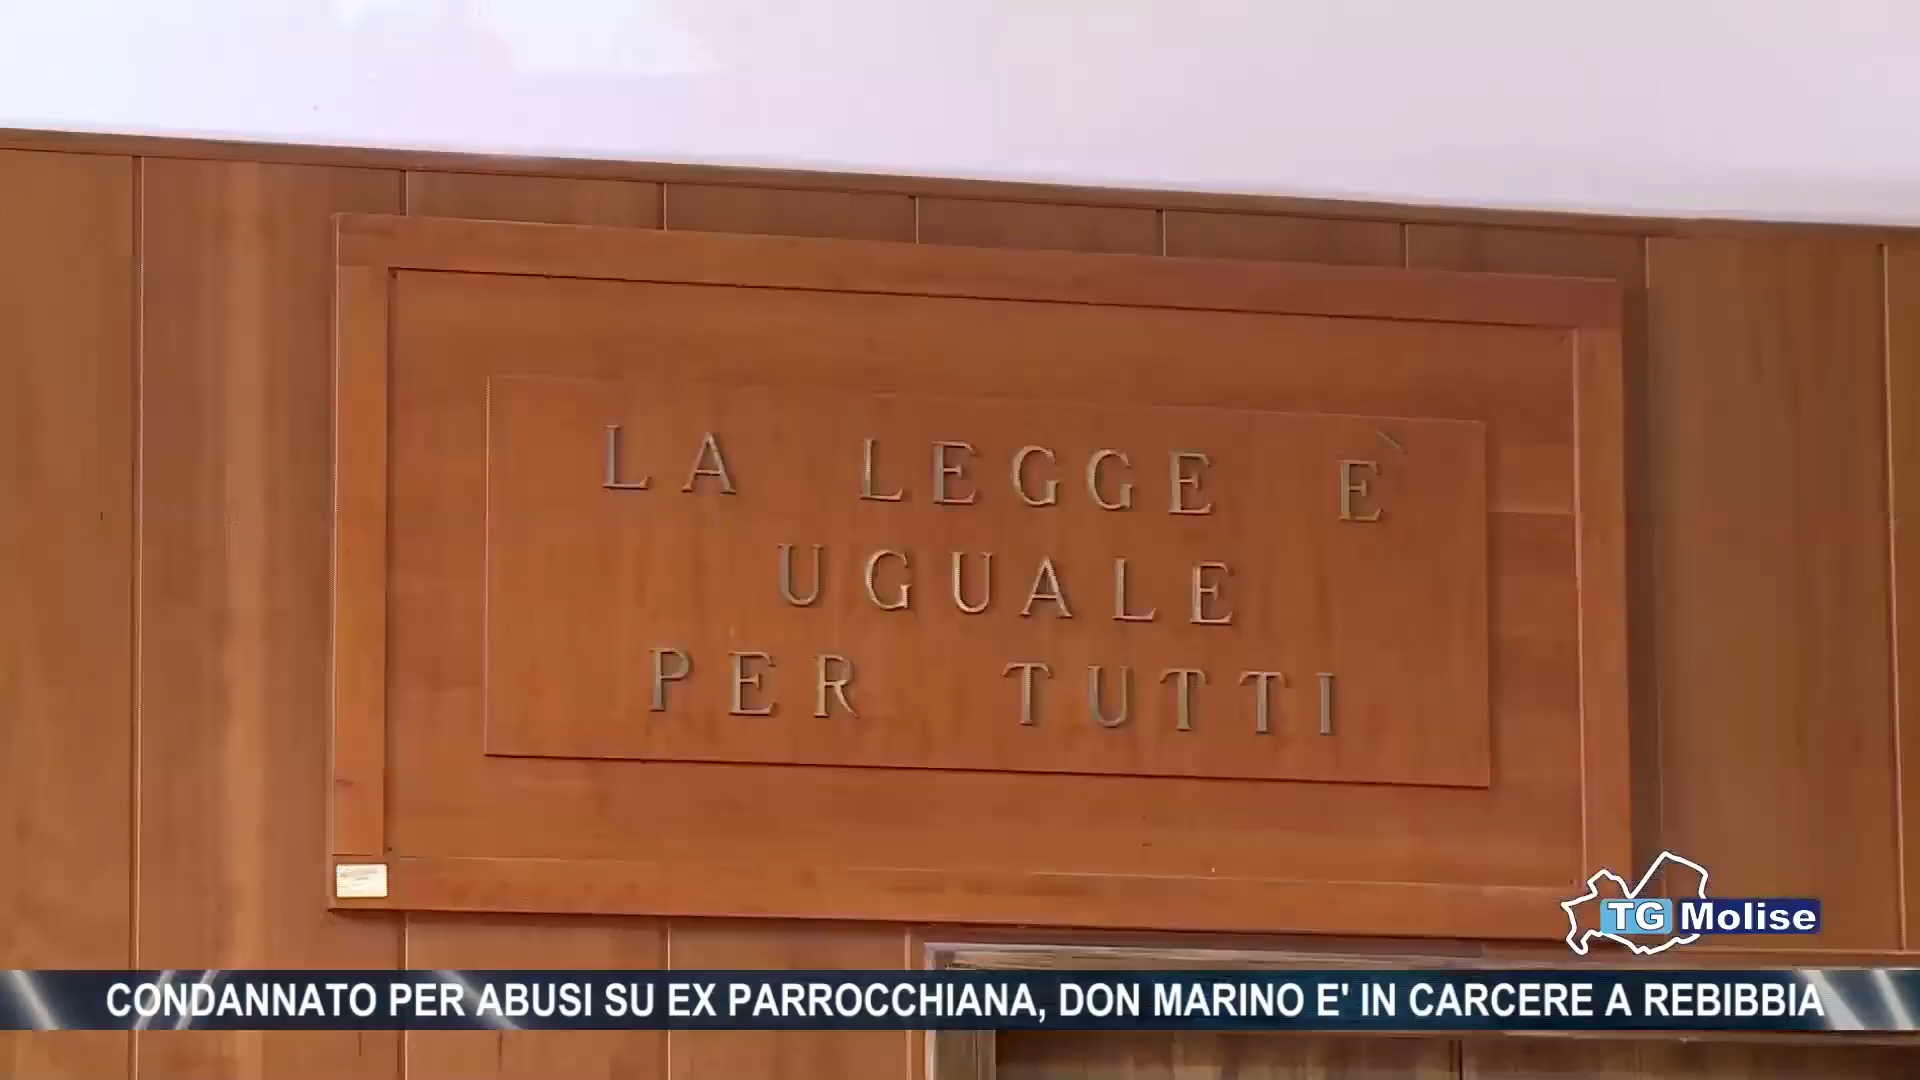 LA LEGGE È
UGUALE
PER TUTTI
TG Molise
CONDANNATO PER ABUSI SU EX PARROCCHIANA, DON MARINO E' IN CARCERE A REBIBBIA